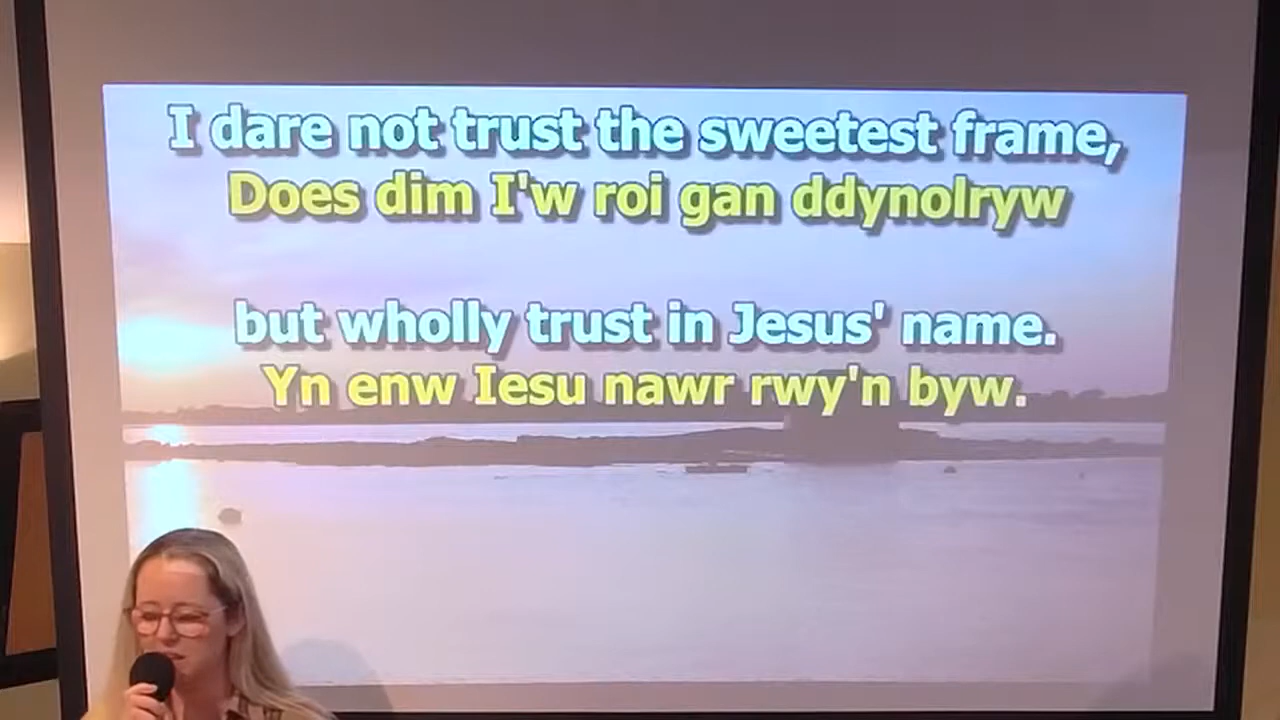 I dare not trust the sweetest frame,
Does dim I'w roi gan ddynolryw
but wholly trust in Jesus' name.
Yn enw Iesu nawr rwy'n byw.